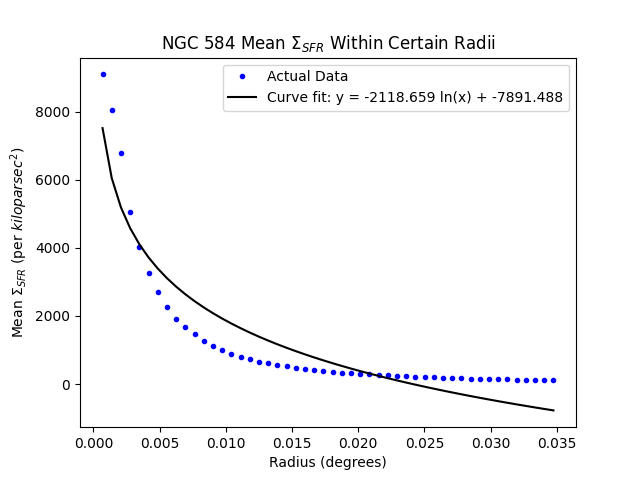 NGC 584 Mean Σ_SFR Within Certain Radii
Actual Data
Curve fit: y = -2118.659 ln(x) + -7891.488
Mean Σ_SFR (per kiloparsec²)
8000
6000
4000
2000
0
0.000 0.005 0.010 0.015 0.020 0.025 0.030 0.035
Radius (degrees)